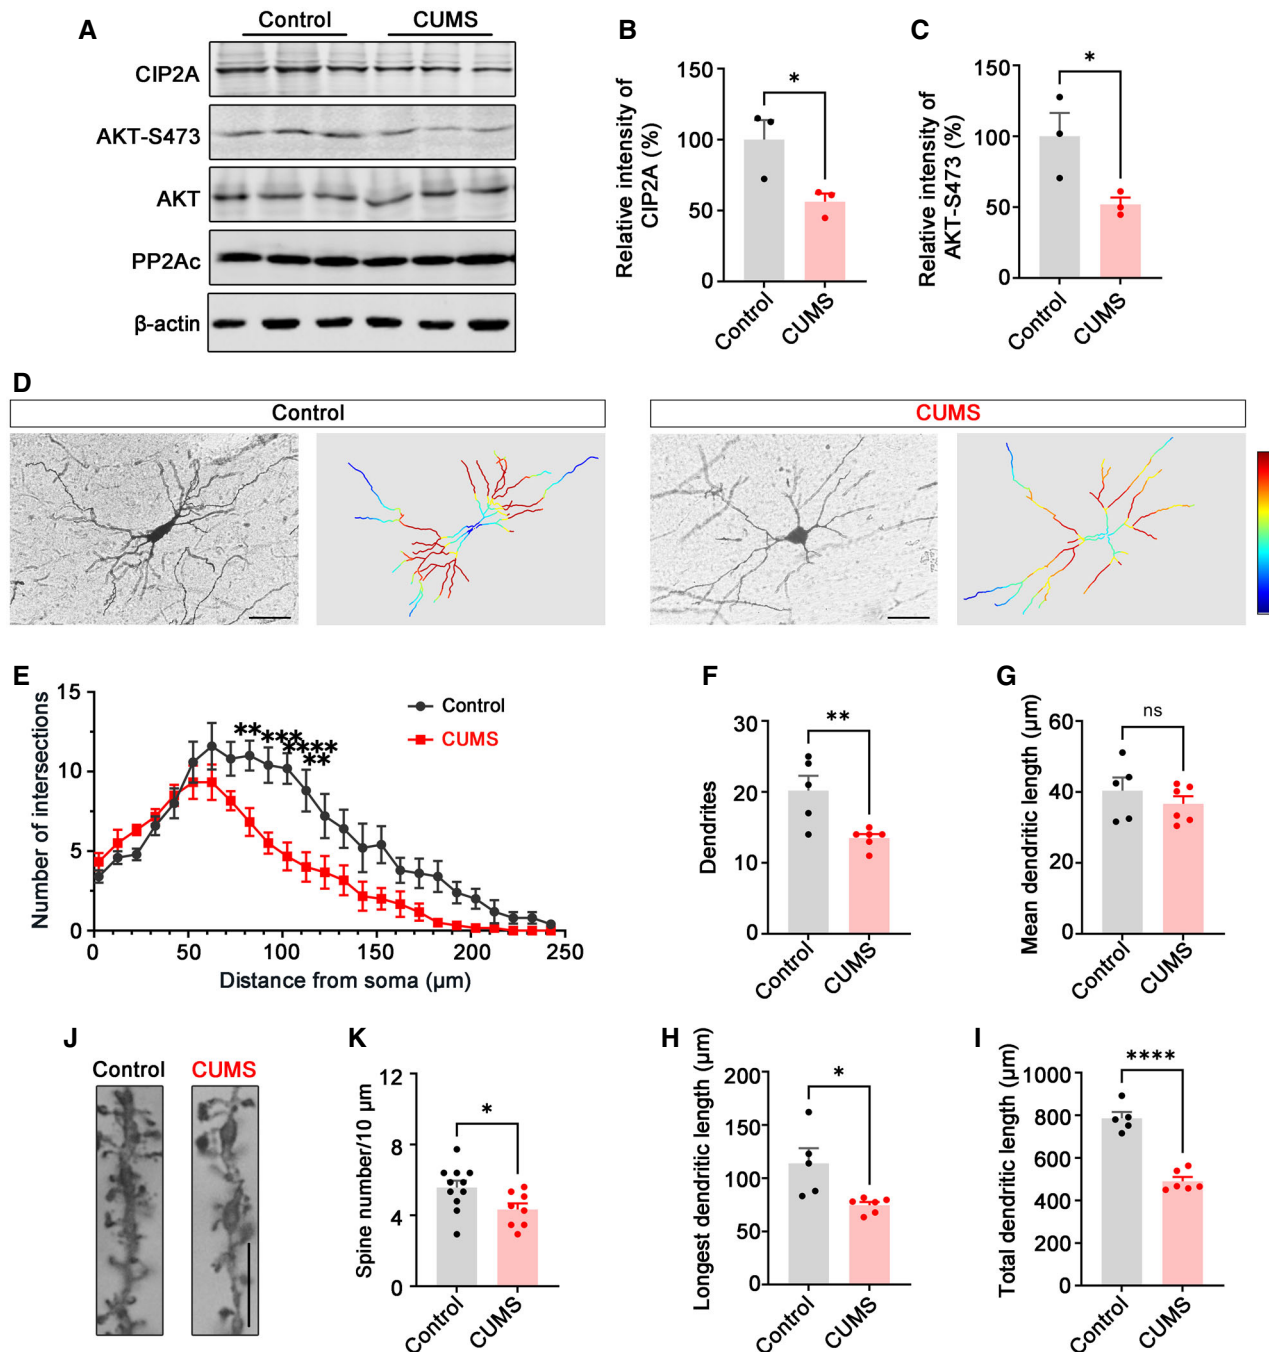 A
Control
CUMS
CIP2A
AKT-S473
AKT
PP2Ac
β-actin
B
Relative intensity of
CIP2A (%)
150
100
50
0
*
Control
CUMS
C
Relative intensity of
AKT-S473 (%)
150
100
50
0
*
Control
CUMS
D
Control
CUMS
E
Number of intersections
15
10
5
0
**
***
****
**
Control
CUMS
0
50
100
150
200
250
Distance from soma (µm)
F
Dendrites
30
20
10
0
**
Control
CUMS
G
Mean dendritic length (µm)
60
40
20
0
ns
Control
CUMS
J
Control
CUMS
K
Spine number/10 µm
12
8
4
0
*
Control
CUMS
H
Longest dendritic length (µm)
200
150
100
50
0
*
Control
CUMS
I
Total dendritic length (µm)
1000
800
600
400
200
0
****
Control
CUMS